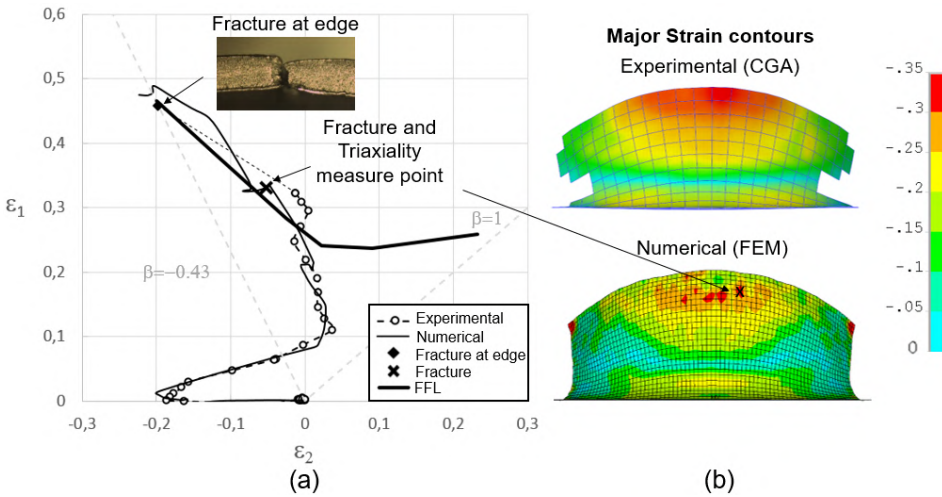 (a)
0,6
0,5
0,4
0,3
0,2
0,1
0
-0,3
-0,2
-0,1
0
0,1
0,2
0,3
ε1
ε2
Fracture at edge
Fracture and
Triaxiality
measure point
β=1
β=−0.43
Experimental
Numerical
Fracture at edge
Fracture
FFL
(a)
Major Strain contours
Experimental (CGA)
Numerical (FEM)
-.35
-.3
-.25
-.2
-.15
-.1
-.05
0
(b)